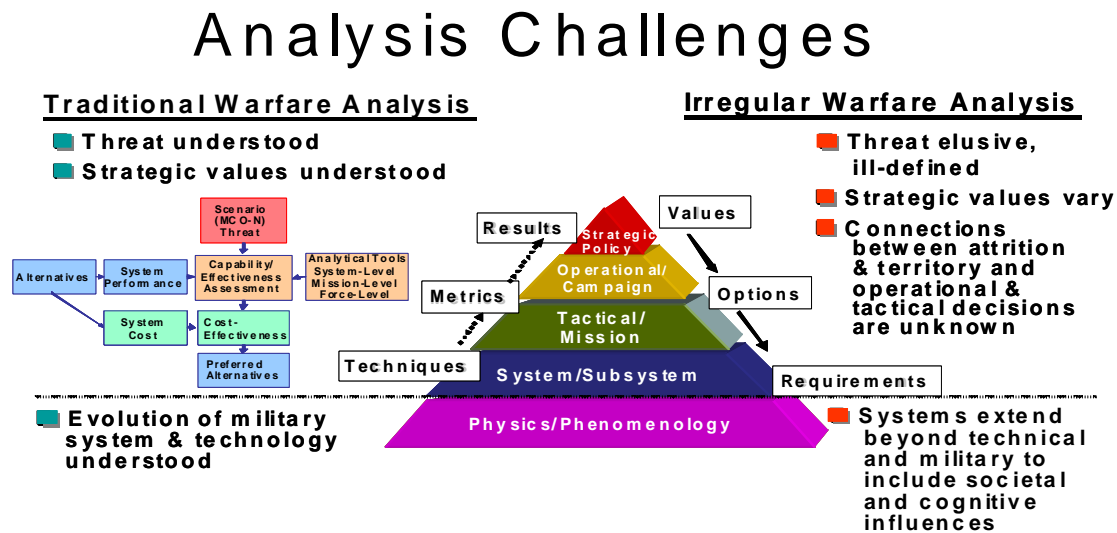 Analysis Challenges
Traditional Warfare Analysis
Threat understood
Strategic values understood
Scenario
(MCO-N)
Threat
Alternatives
System
Performance
Capability/
Effectiveness
Assessment
Analytical Tools
System-Level
Mission-Level
Force-Level
System
Cost
Cost-
Effectiveness
Preferred
Alternatives
Evolution of military
system & technology
understood
Results
Metrics
Techniques
Strategic
Policy
Operational/
Campaign
Tactical/
Mission
System/Subsystem
Physics/Phenomenology
Values
Options
Requirements
Irregular Warfare Analysis
Threat elusive,
ill-defined
Strategic values vary
Connections
between attrition
& territory and
operational &
tactical decisions
are unknown
Systems extend
beyond technical
and military to
include societal
and cognitive
influences